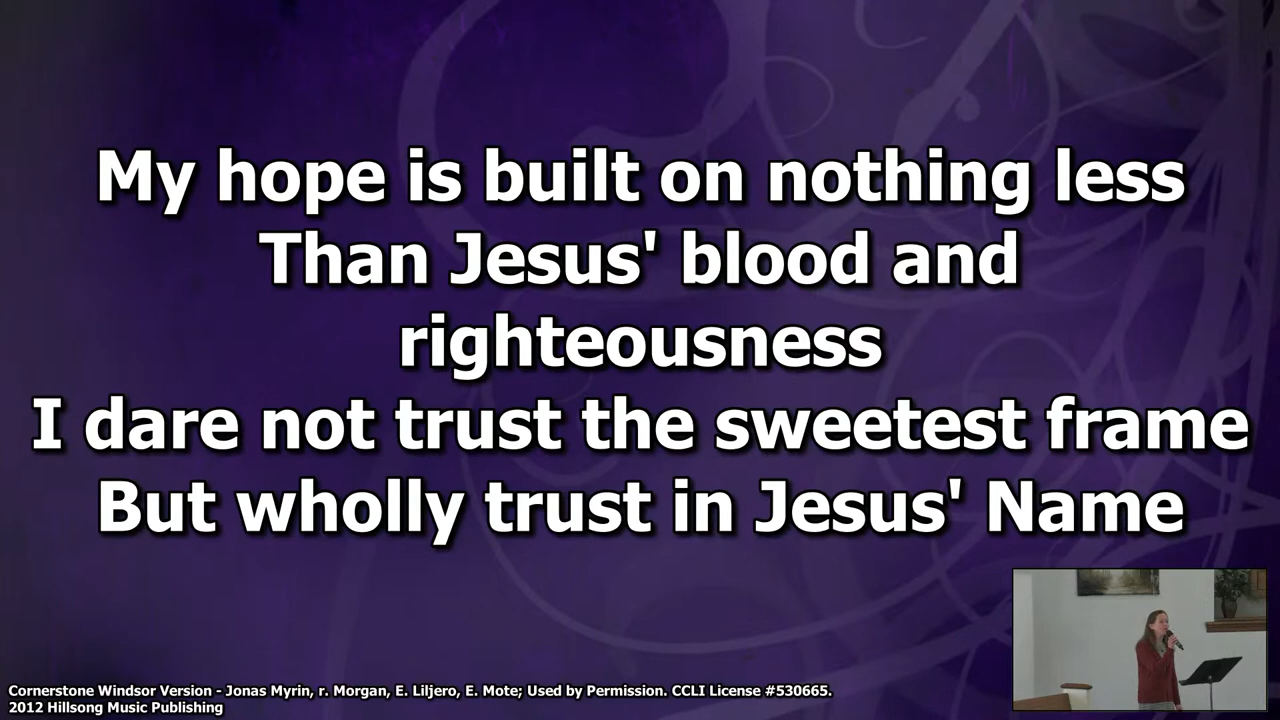 My hope is built on nothing less
Than Jesus' blood and
righteousness
I dare not trust the sweetest frame
But wholly trust in Jesus' Name
Cornerstone Windsor Version - Jonas Myrin, r. Morgan, E. Liljero, E. Mote; Used by Permission. CCLI License #530665.
2012 Hillsong Music Publishing